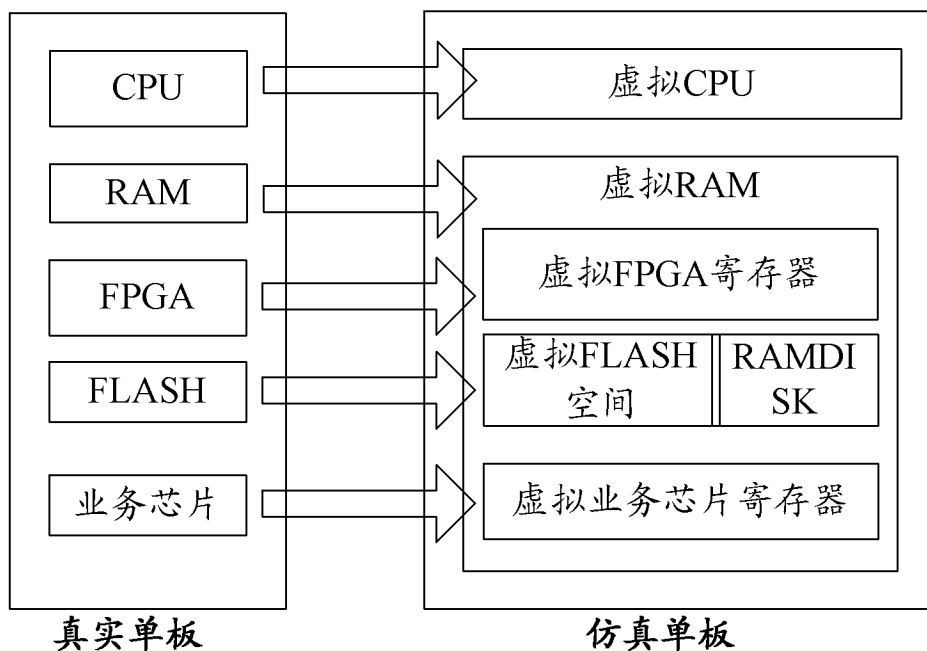 CPU
虚拟CPU
RAM
虚拟RAM
FPGA
虚拟FPGA寄存器
FLASH
虚拟FLASH
空间
RAMDI
SK
业务芯片
虚拟业务芯片寄存器
真实单板
仿真单板